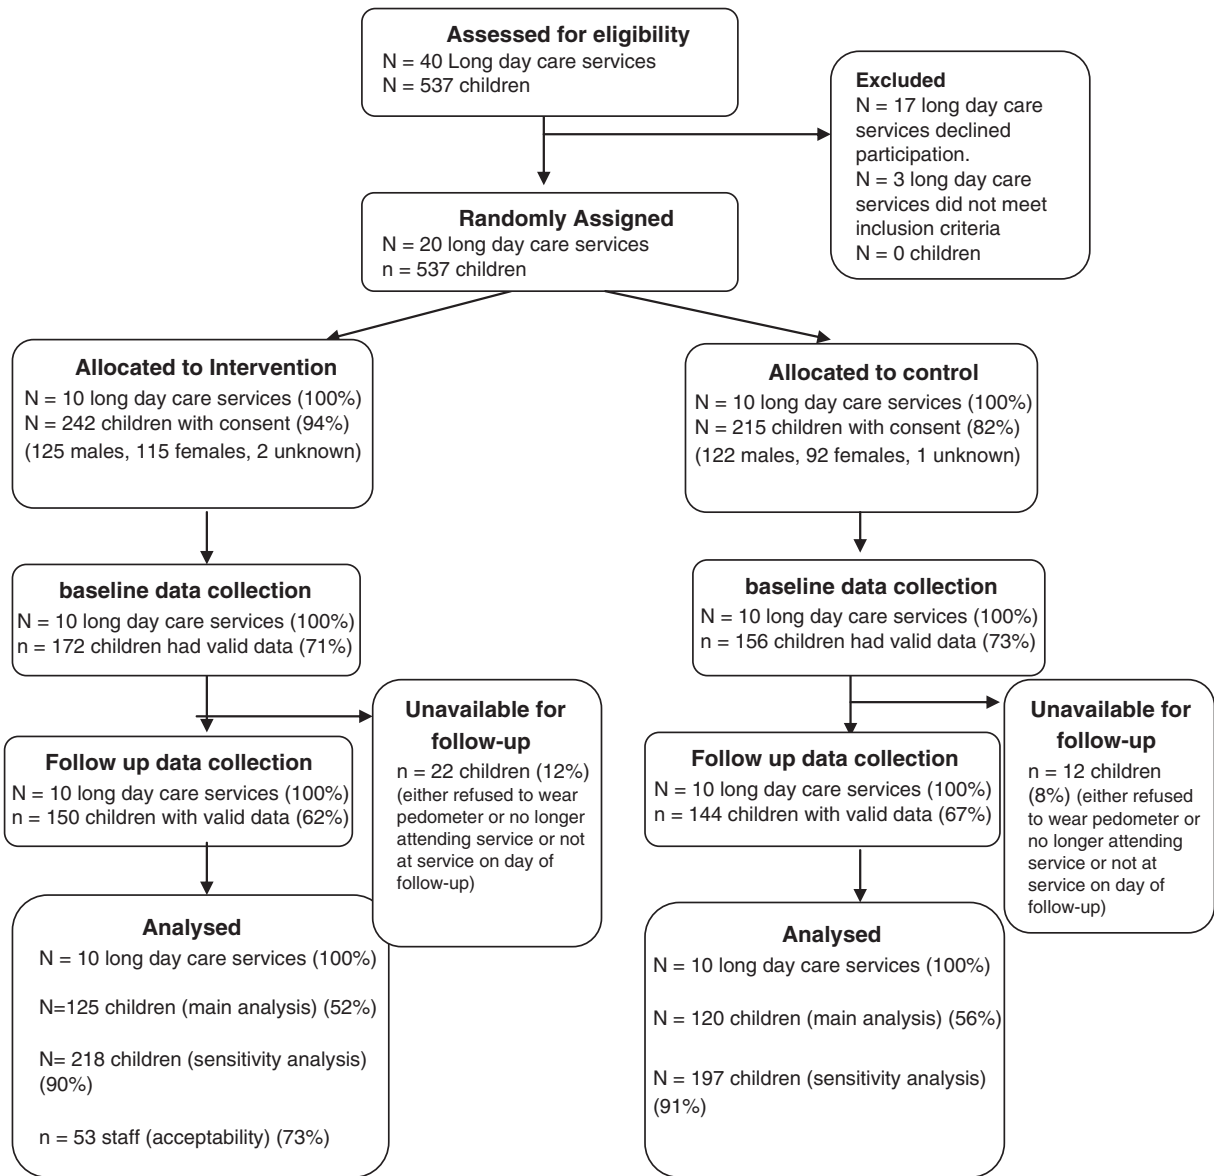 Assessed for eligibility
N = 40 Long day care services
N = 537 children
Excluded
N = 17 long day care
services declined
participation.
N = 3 long day care
services did not meet
inclusion criteria
N = 0 children
Randomly Assigned
N = 20 long day care services
n = 537 children
Allocated to Intervention
N = 10 long day care services (100%)
N = 242 children with consent (94%)
(125 males, 115 females, 2 unknown)
Allocated to control
N = 10 long day care services (100%)
N = 215 children with consent (82%)
(122 males, 92 females, 1 unknown)
baseline data collection
N = 10 long day care services (100%)
n = 172 children had valid data (71%)
baseline data collection
N = 10 long day care services (100%)
n = 156 children had valid data (73%)
Unavailable for
follow-up
n = 22 children (12%)
(either refused to wear
pedometer or no longer
attending service or not
at service on day of
follow-up)
Unavailable for
follow-up
n = 12 children
(8%) (either refused
to wear pedometer or
no longer attending
service or not at
service on day of
follow-up)
Follow up data collection
N = 10 long day care services (100%)
n = 150 children with valid data (62%)
Follow up data collection
N = 10 long day care services (100%)
n = 144 children with valid data (67%)
Analysed
N = 10 long day care services (100%)
N=125 children (main analysis) (52%)
N= 218 children (sensitivity analysis)
(90%)
n = 53 staff (acceptability) (73%)
Analysed
N = 10 long day care services (100%)
N = 120 children (main analysis) (56%)
N = 197 children (sensitivity analysis)
(91%)